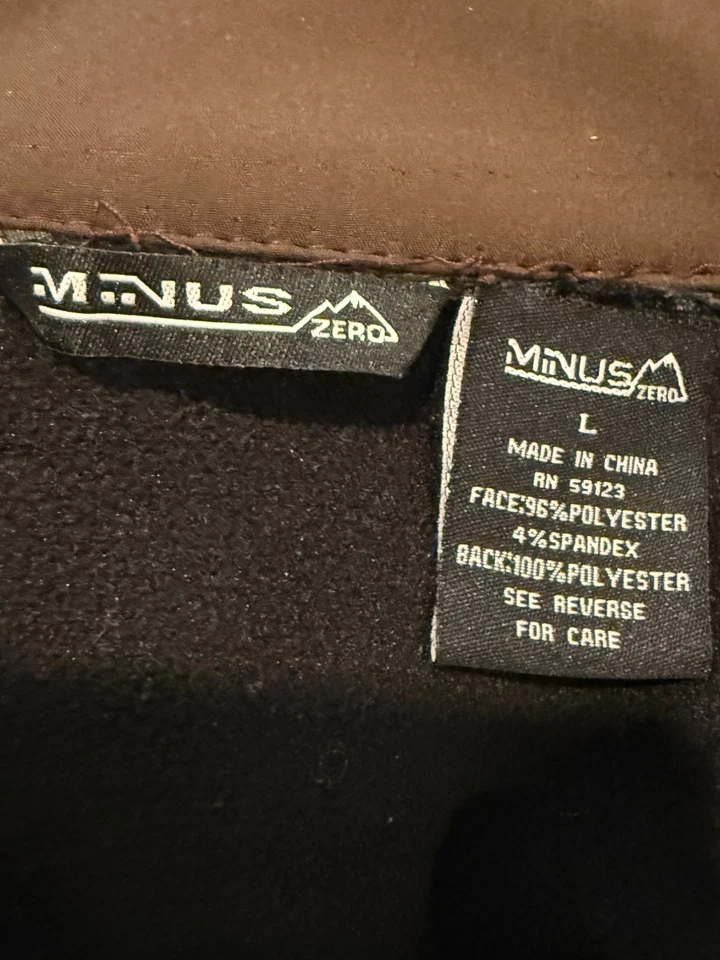 MINUS
ZERO
MINUS
ZERO
L
MADE IN CHINA
RN 59123
FACE:96%POLYESTER
4%SPANDEX
BACK:100%POLYESTER
SEE REVERSE
FOR CARE